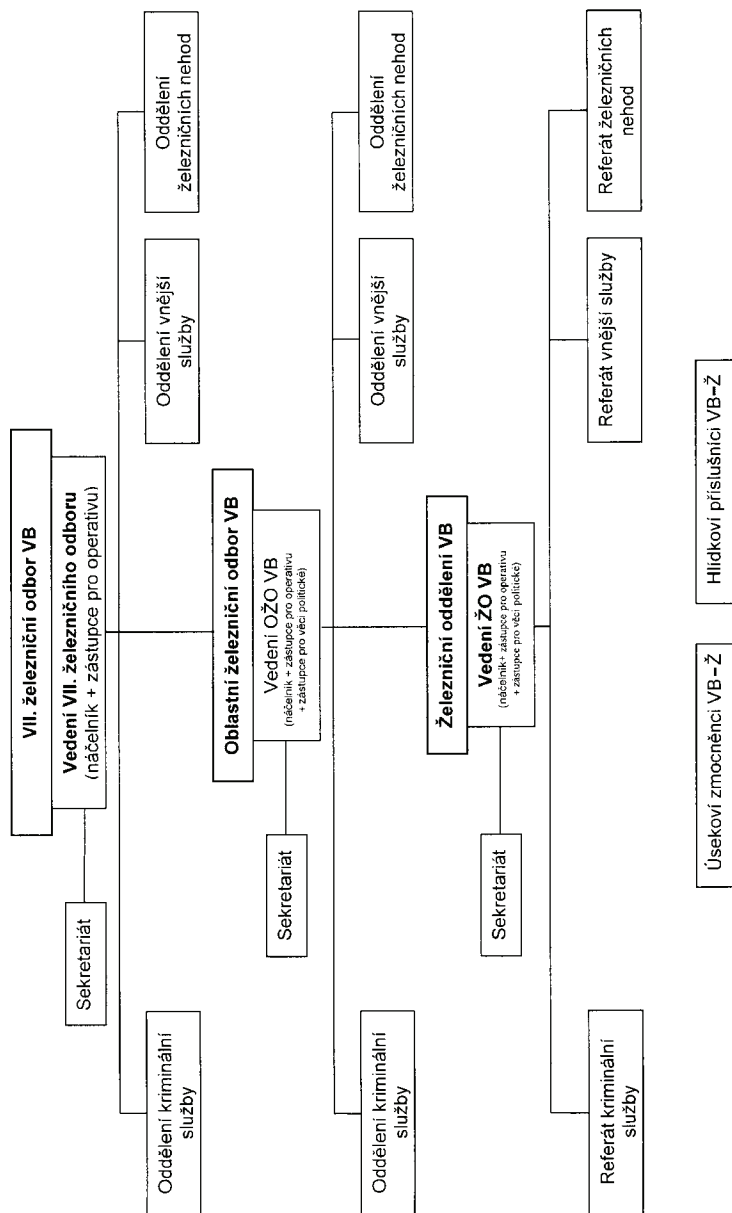 VII. železniční odbor VB
Vedení VII. železničního odboru
(náčelník + zástupce pro operativu)
Sekretariát
Oddělení kriminální
služby
Oddělení vnější
služby
Oddělení
železničních nehod
Oblastní železniční odbor VB
Vedení OŽO VB
(náčelník + zástupce pro operativu
+ zástupce pro věci politické)
Sekretariát
Oddělení kriminální
služby
Oddělení vnější
služby
Oddělení
železničních nehod
Železniční oddělení VB
Vedení ŽO VB
(náčelník+ zástupce pro operativu
+ zástupce pro věci politické)
Sekretariát
Referát kriminální
služby
Referát vnější služby
Referát železničních
nehod
Úsekoví zmocněnci VB–Ž
Hlídkoví příslušníci VB–Ž